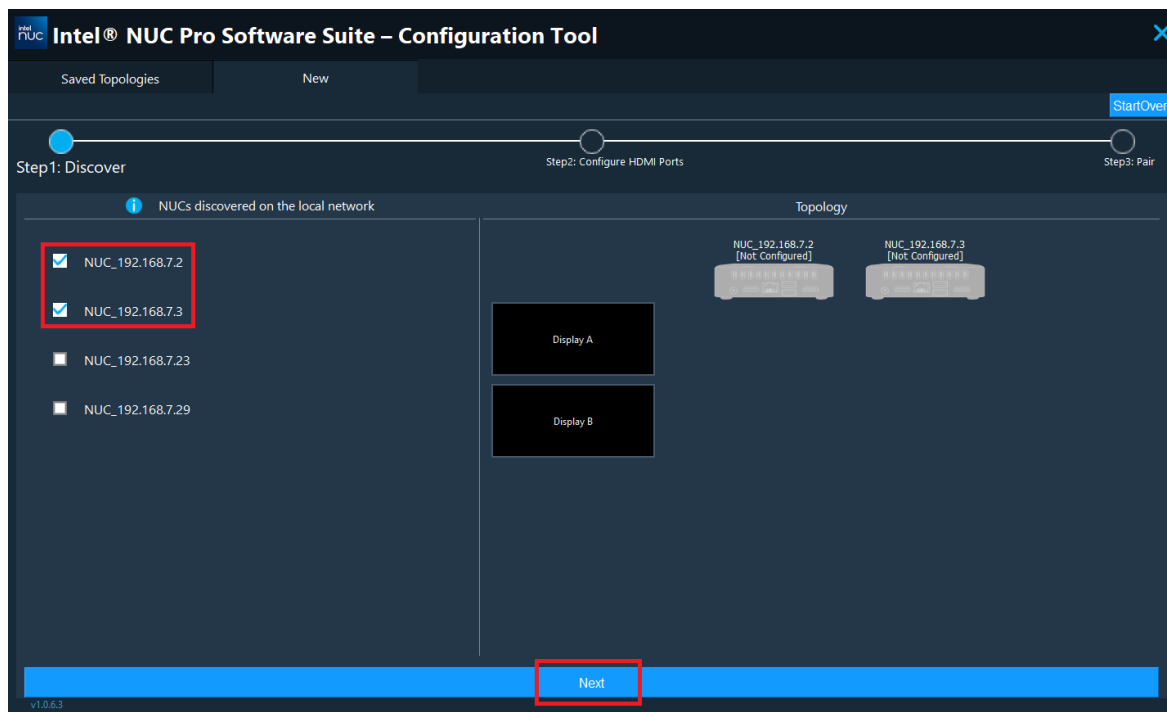 intel
nuc
Intel® NUC Pro Software Suite – Configuration Tool
Saved Topologies
New
StartOver
Step1: Discover
Step2: Configure HDMI Ports
Step3: Pair
NUCs discovered on the local network
Topology
NUC_192.168.7.2
NUC_192.168.7.3
NUC_192.168.7.23
NUC_192.168.7.29
NUC_192.168.7.2
[Not Configured]
NUC_192.168.7.3
[Not Configured]
Display A
Display B
Next
v1.0.6.3